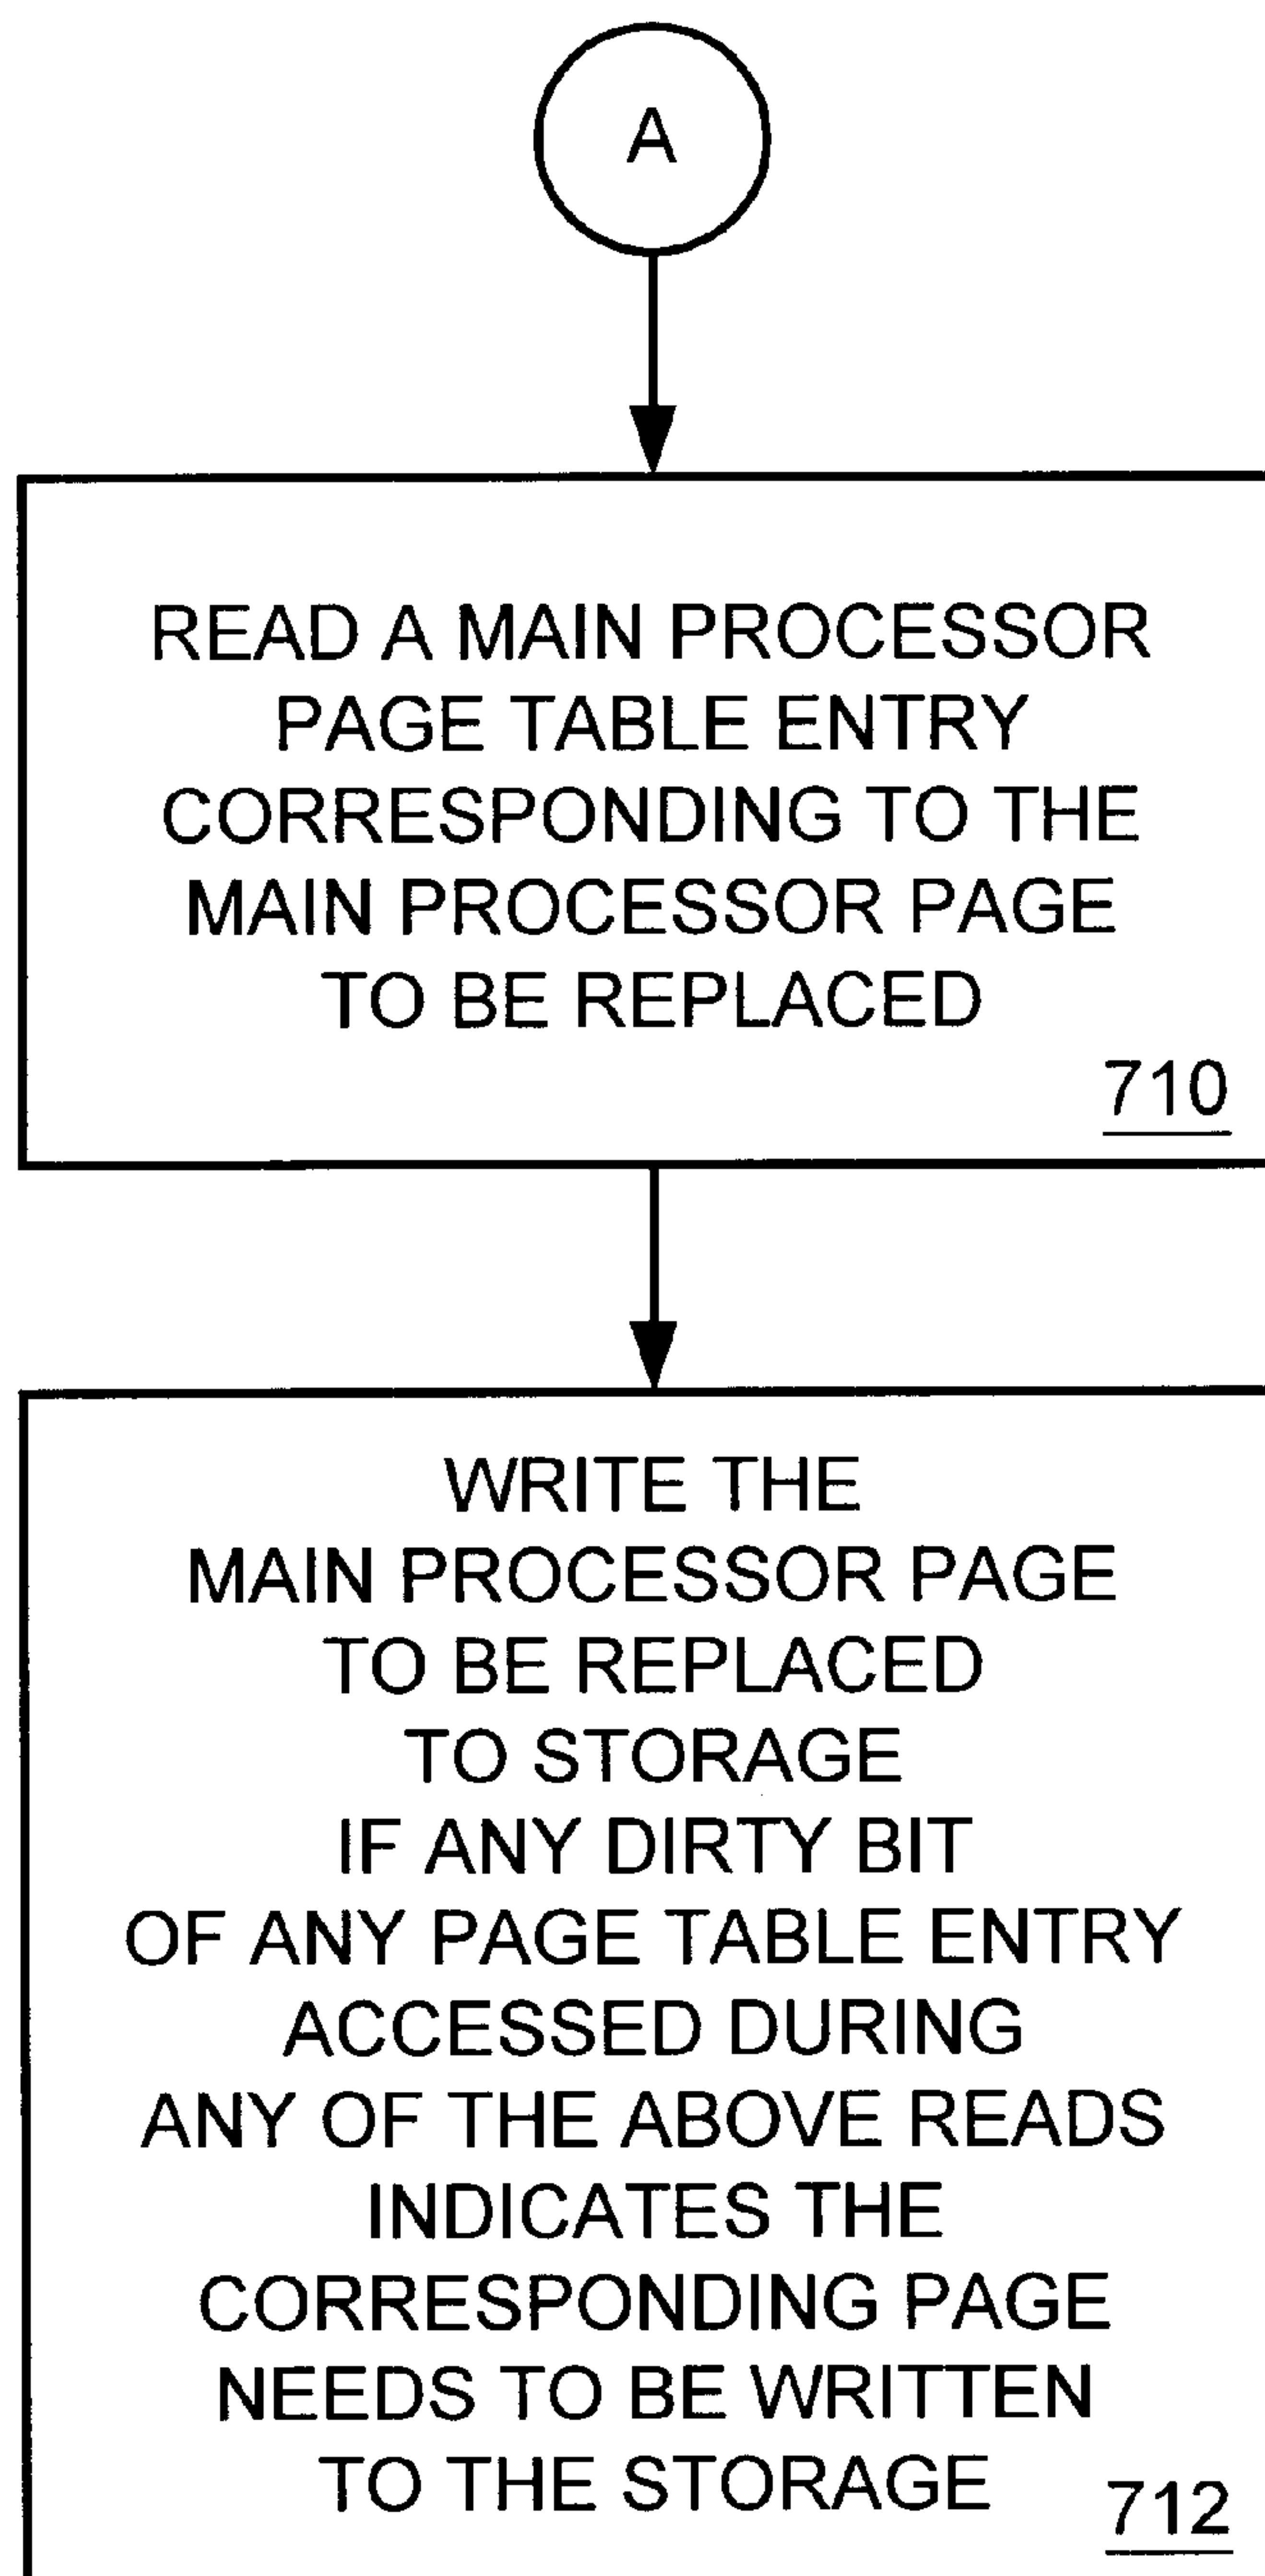 A
READ A MAIN PROCESSOR
PAGE TABLE ENTRY
CORRESPONDING TO THE
MAIN PROCESSOR PAGE
TO BE REPLACED
710
WRITE THE
MAIN PROCESSOR PAGE
TO BE REPLACED
TO STORAGE
IF ANY DIRTY BIT
OF ANY PAGE TABLE ENTRY
ACCESSED DURING
ANY OF THE ABOVE READS
INDICATES THE
CORRESPONDING PAGE
NEEDS TO BE WRITTEN
TO THE STORAGE
712